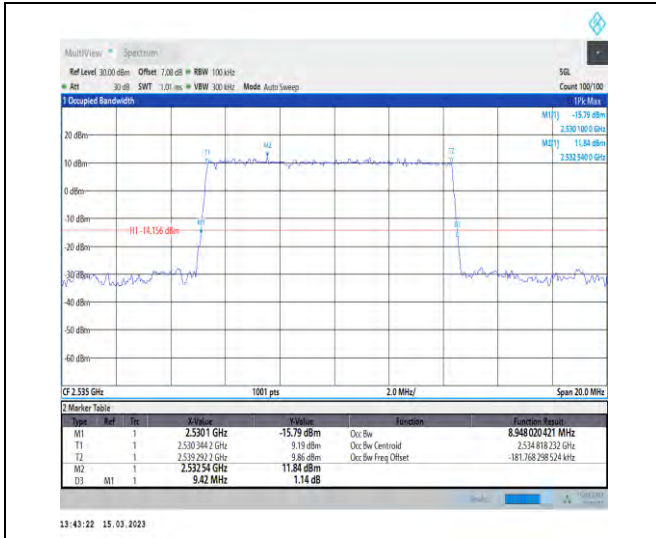 MultiView Spectrum
Ref Level 30.00 dBm Offset 7.08 dB RBW 100 kHz SGL
Att 30 dB SWT 1.01 ms VBW 300 kHz Mode Auto Sweep Count 100/100
1 Occupied Bandwidth 1Pk Max
M1[1] -15.79 dBm
2.530 100 0 GHz
M2[1] 11.84 dBm
2.532 540 0 GHz
20 dBm
M2
T1
T2
10 dBm
0 dBm
-10 dBm
M1
H1 -14.156 dBm
-20 dBm
-30 dBm
-40 dBm
-50 dBm
-60 dBm
CF 2.535 GHz 1001 pts 2.0 MHz/ Span 20.0 MHz
2 Marker Table
Type Ref Trc X-Value Y-Value Function Function Result
M1 1 2.5301 GHz -15.79 dBm Occ Bw 8.948 020 421 MHz
T1 1 2.530 344 2 GHz 9.19 dBm Occ Bw Centroid 2.534 818 232 GHz
T2 1 2.539 292 2 GHz 9.86 dBm Occ Bw Freq Offset -181.768 298 524 kHz
M2 1 2.53254 GHz 11.84 dBm
D3 M1 1 9.42 MHz 1.14 dB
13:43:22 15.03.2023